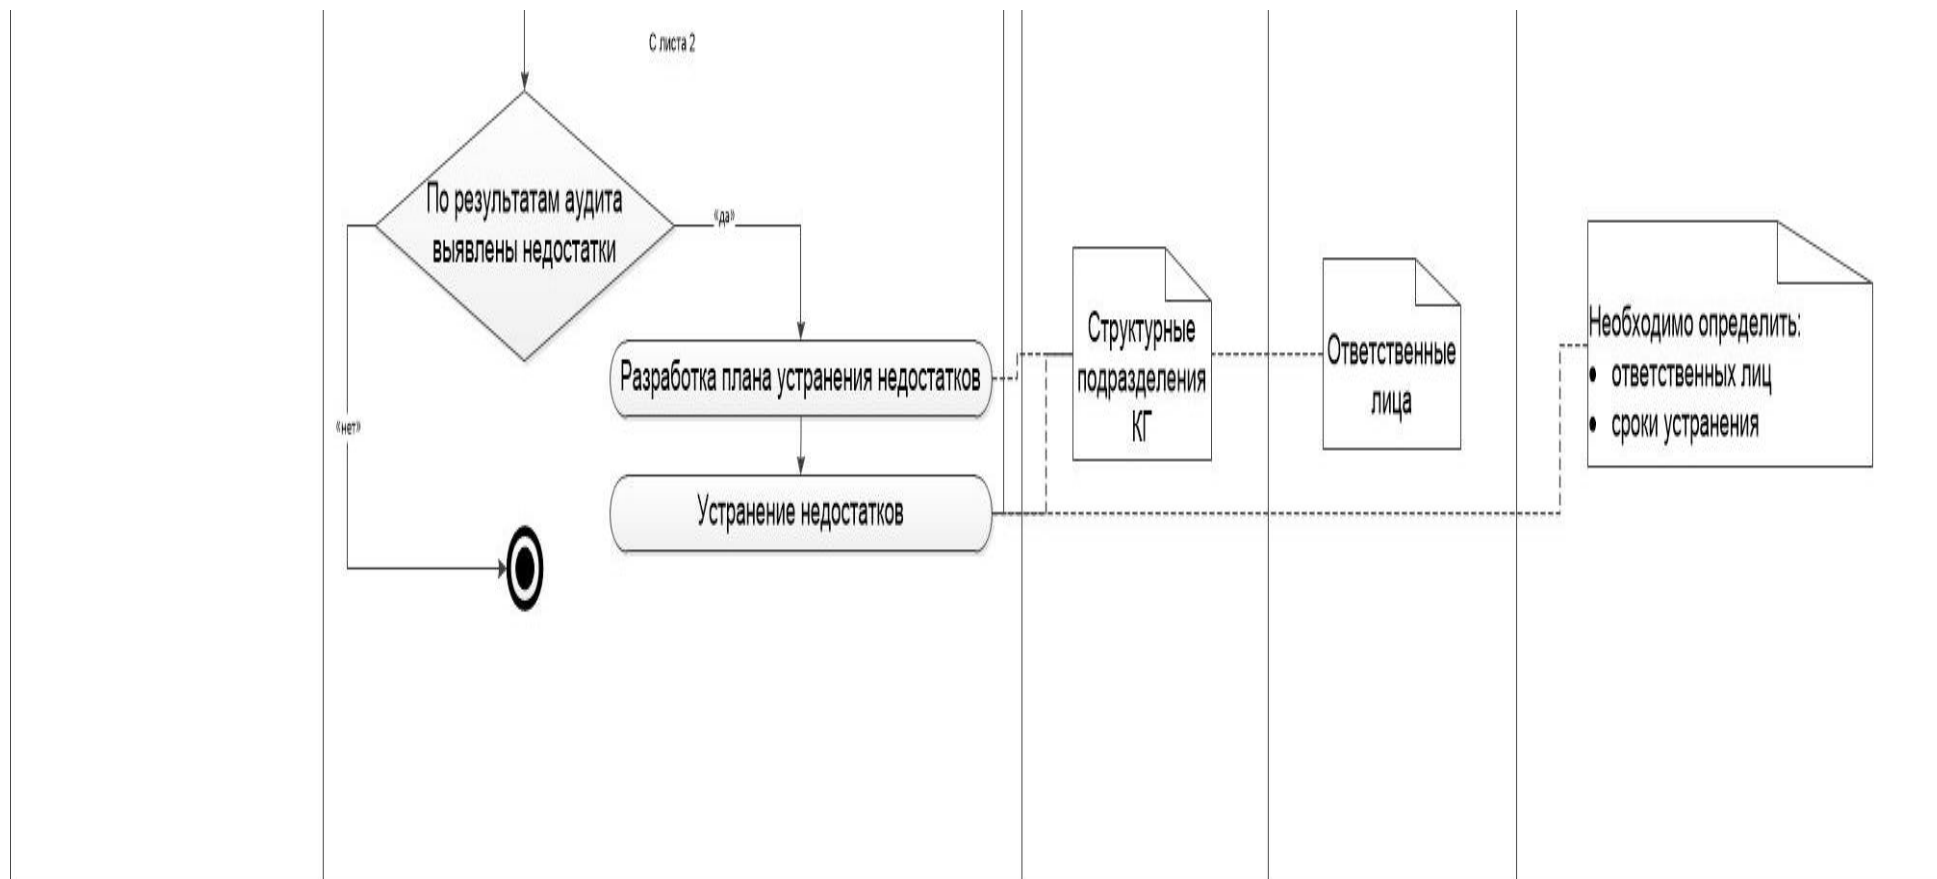 С листа 2
По результатам аудита
выявлены недостатки
«да»
«нет»
Разработка плана устранения недостатков
Устранение недостатков
Структурные
подразделения
КГ
Ответственные
лица
Необходимо определить:
• ответственных лиц
• сроки устранения